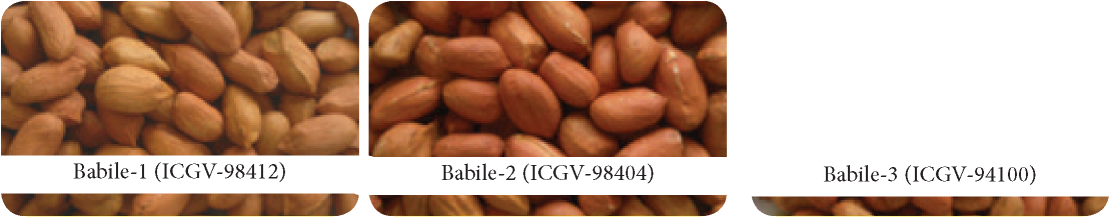 Babile-1 (ICGV-98412)
Babile-2 (ICGV-98404)
Babile-3 (ICGV-94100)